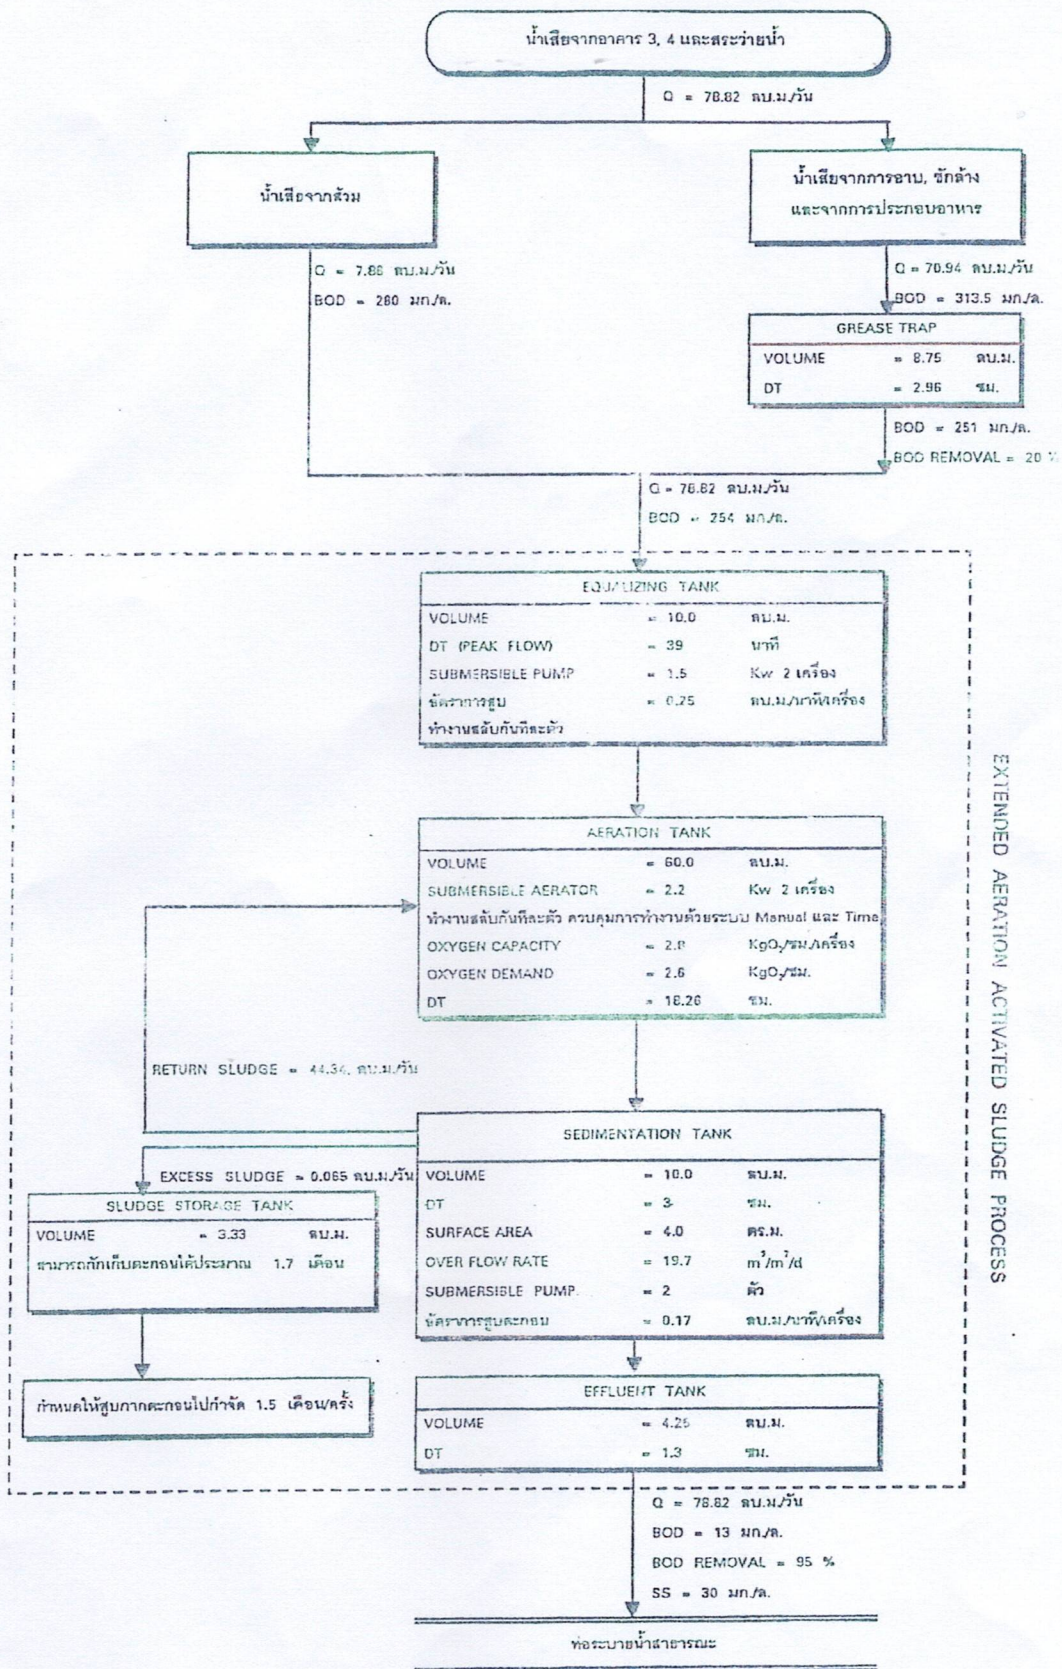 น้ำเสียจากอาคาร 3, 4 และสระว่ายน้ำ
Q = 78.82 ลบ.ม./วัน
น้ำเสียจากส้วม
น้ำเสียจากการอาบ, ซักล้าง
และจากการประกอบอาหาร
Q = 7.88 ลบ.ม./วัน
BOD = 280 มก./ล.
Q = 70.94 ลบ.ม./วัน
BOD = 313.5 มก./ล.
GREASE TRAP
VOLUME = 8.75 ลบ.ม.
DT = 2.96 ชม.
BOD = 251 มก./ล.
BOD REMOVAL = 20 %
Q = 78.82 ลบ.ม./วัน
BOD = 254 มก./ล.
EQUALIZING TANK
VOLUME = 10.0 ลบ.ม.
DT (PEAK FLOW) = 39 นาที
SUBMERSIBLE PUMP = 1.5 Kw 2 เครื่อง
อัตราการสูบ = 0.25 ลบ.ม./นาที/เครื่อง
ทำงานสลับกันทีละตัว
AERATION TANK
VOLUME = 60.0 ลบ.ม.
SUBMERSIBLE AERATOR = 2.2 Kw 2 เครื่อง
ทำงานสลับกันทีละตัว ควบคุมการทำงานด้วยระบบ Manual และ Time
OXYGEN CAPACITY = 2.8 KgO₂/ชม./เครื่อง
OXYGEN DEMAND = 2.6 KgO₂/ชม.
DT = 18.26 ชม.
RETURN SLUDGE = 44.34 ลบ.ม./วัน
SEDIMENTATION TANK
VOLUME = 10.0 ลบ.ม.
DT = 3 ชม.
SURFACE AREA = 4.0 ตร.ม.
OVER FLOW RATE = 19.7 m³/m²/d
SUBMERSIBLE PUMP = 2 ตัว
อัตราการสูบตะกอน = 0.17 ลบ.ม./นาที/เครื่อง
EXCESS SLUDGE = 0.065 ลบ.ม./วัน
SLUDGE STORAGE TANK
VOLUME = 3.33 ลบ.ม.
สามารถกักเก็บตะกอนได้ประมาณ 1.7 เดือน
กำหนดให้สูบกากตะกอนไปกำจัด 1.5 เดือน/ครั้ง
EFFLUENT TANK
VOLUME = 4.25 ลบ.ม.
DT = 1.3 ชม.
EXTENDED AERATION ACTIVATED SLUDGE PROCESS
Q = 78.82 ลบ.ม./วัน
BOD = 13 มก./ล.
BOD REMOVAL = 95 %
SS = 30 มก./ล.
ท่อระบายน้ำสาธารณะ